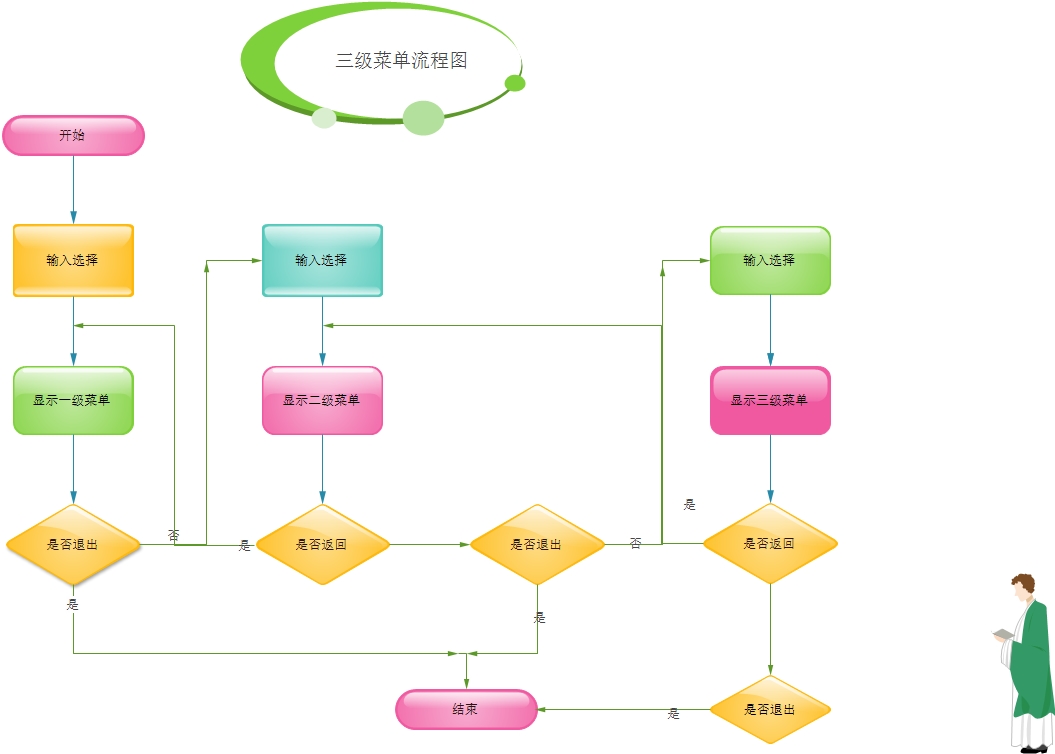 三级菜单流程图
开始
输入选择
输入选择
输入选择
显示一级菜单
显示二级菜单
显示三级菜单
是
否
是否退出
是
是否返回
是否退出
否
是否返回
是
是
结束
是
是否退出